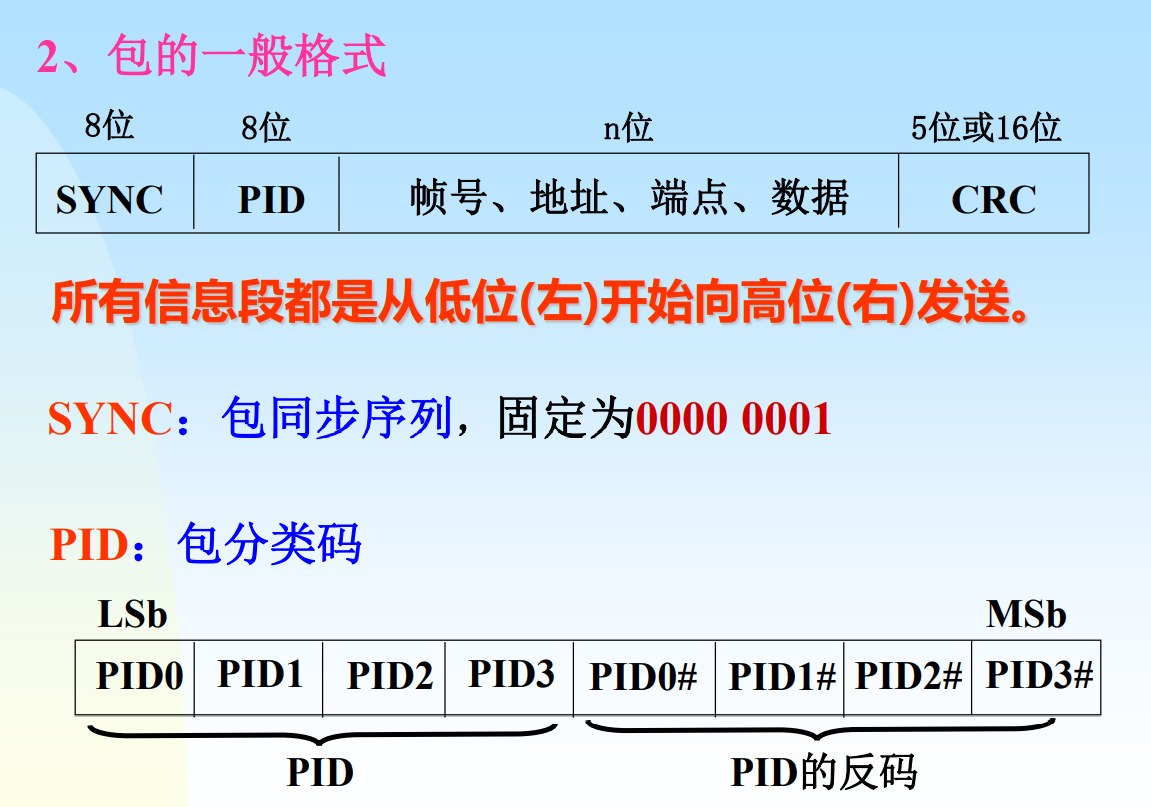 2、包的一般格式
8位 8位 n位 5位或16位
SYNC PID 帧号、地址、端点、数据 CRC
所有信息段都是从低位(左)开始向高位(右)发送。
SYNC：包同步序列，固定为0000 0001
PID：包分类码
LSb MSb
PID0 PID1 PID2 PID3 PID0# PID1# PID2# PID3#
PID PID的反码